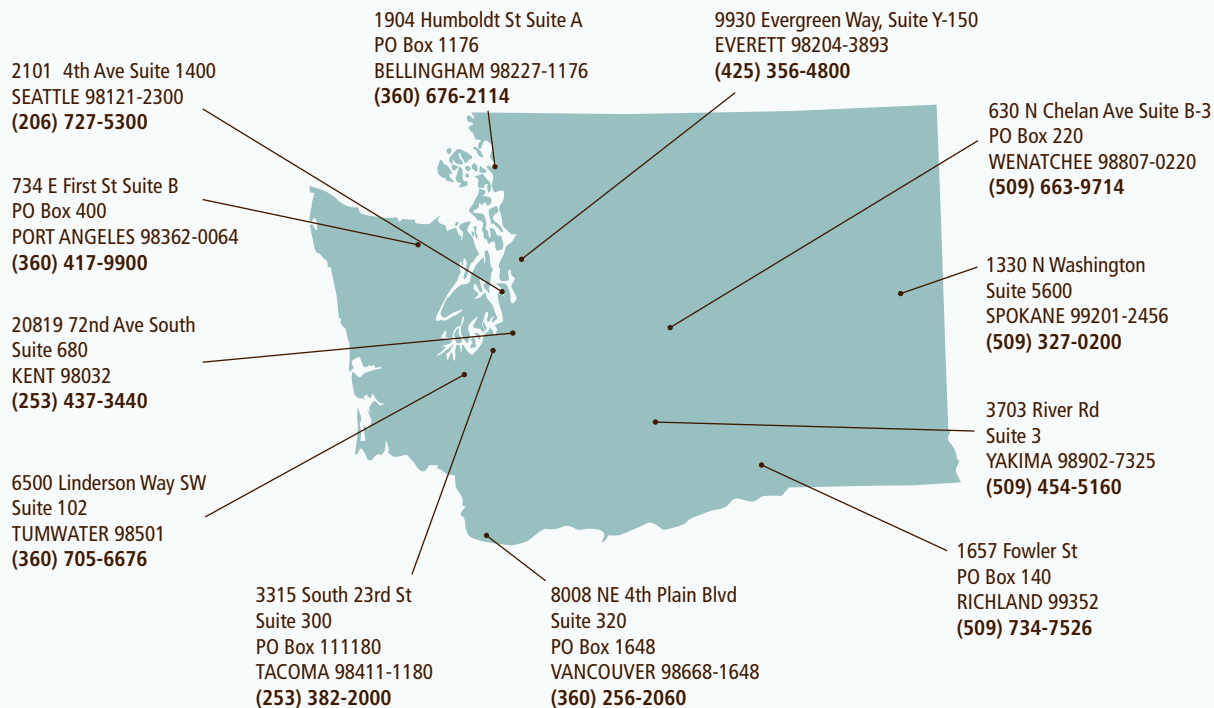 1904 Humboldt St Suite A
PO Box 1176
BELLINGHAM 98227-1176
(360) 676-2114
9930 Evergreen Way, Suite Y-150
EVERETT 98204-3893
(425) 356-4800
2101 4th Ave Suite 1400
SEATTLE 98121-2300
(206) 727-5300
630 N Chelan Ave Suite B-3
PO Box 220
WENATCHEE 98807-0220
(509) 663-9714
734 E First St Suite B
PO Box 400
PORT ANGELES 98362-0064
(360) 417-9900
1330 N Washington
Suite 5600
SPOKANE 99201-2456
(509) 327-0200
20819 72nd Ave South
Suite 680
KENT 98032
(253) 437-3440
3703 River Rd
Suite 3
YAKIMA 98902-7325
(509) 454-5160
6500 Linderson Way SW
Suite 102
TUMWATER 98501
(360) 705-6676
1657 Fowler St
PO Box 140
RICHLAND 99352
(509) 734-7526
3315 South 23rd St
Suite 300
PO Box 111180
TACOMA 98411-1180
(253) 382-2000
8008 NE 4th Plain Blvd
Suite 320
PO Box 1648
VANCOUVER 98668-1648
(360) 256-2060